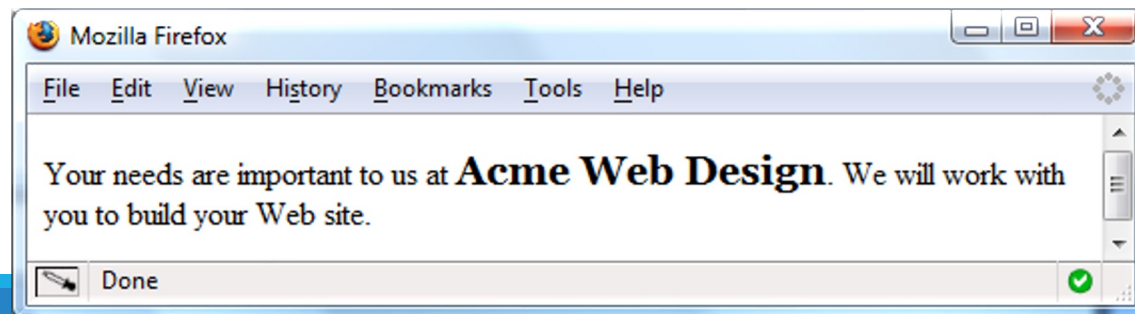 Mozilla Firefox
File Edit View History Bookmarks Tools Help
Your needs are important to us at Acme Web Design. We will work with
you to build your Web site.
Done